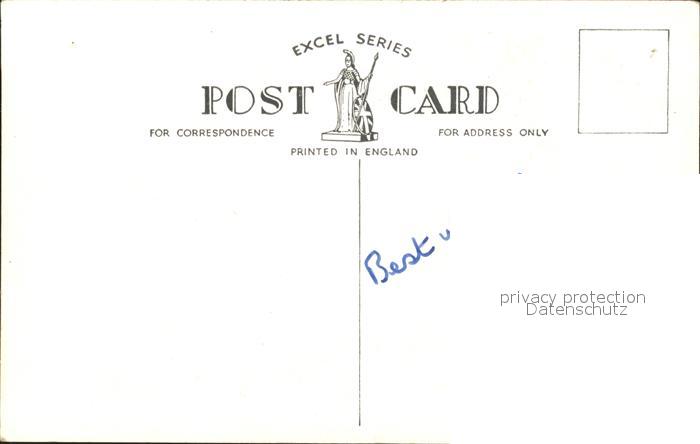 EXCEL SERIES
POST CARD
FOR CORRESPONDENCE
FOR ADDRESS ONLY
PRINTED IN ENGLAND
Best
privacy protection
Datenschutz